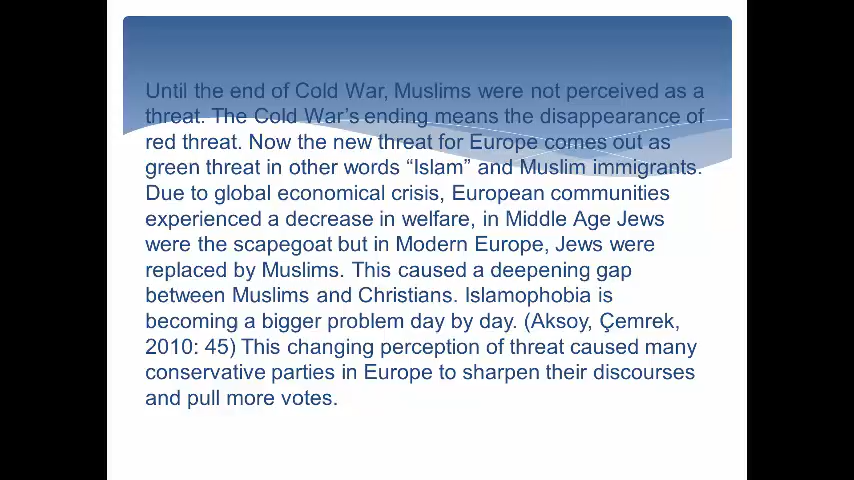 Until the end of Cold War, Muslims were not perceived as a
threat. The Cold War's ending means the disappearance of
red threat. Now the new threat for Europe comes out as
green threat in other words “Islam” and Muslim immigrants.
Due to global economical crisis, European communities
experienced a decrease in welfare, in Middle Age Jews
were the scapegoat but in Modern Europe, Jews were
replaced by Muslims. This caused a deepening gap
between Muslims and Christians. Islamophobia is
becoming a bigger problem day by day. (Aksoy, Çemrek,
2010: 45) This changing perception of threat caused many
conservative parties in Europe to sharpen their discourses
and pull more votes.